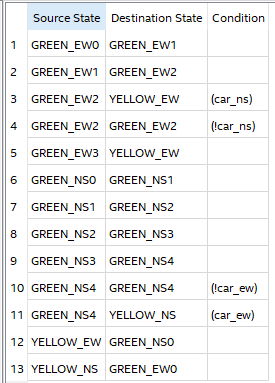 Source State Destination State Condition
1 GREEN_EW0 GREEN_EW1
2 GREEN_EW1 GREEN_EW2
3 GREEN_EW2 YELLOW_EW (car_ns)
4 GREEN_EW2 GREEN_EW2 (!car_ns)
5 GREEN_EW3 YELLOW_EW
6 GREEN_NS0 GREEN_NS1
7 GREEN_NS1 GREEN_NS2
8 GREEN_NS2 GREEN_NS3
9 GREEN_NS3 GREEN_NS4
10 GREEN_NS4 GREEN_NS4 (!car_ew)
11 GREEN_NS4 YELLOW_NS (car_ew)
12 YELLOW_EW GREEN_NS0
13 YELLOW_NS GREEN_EW0